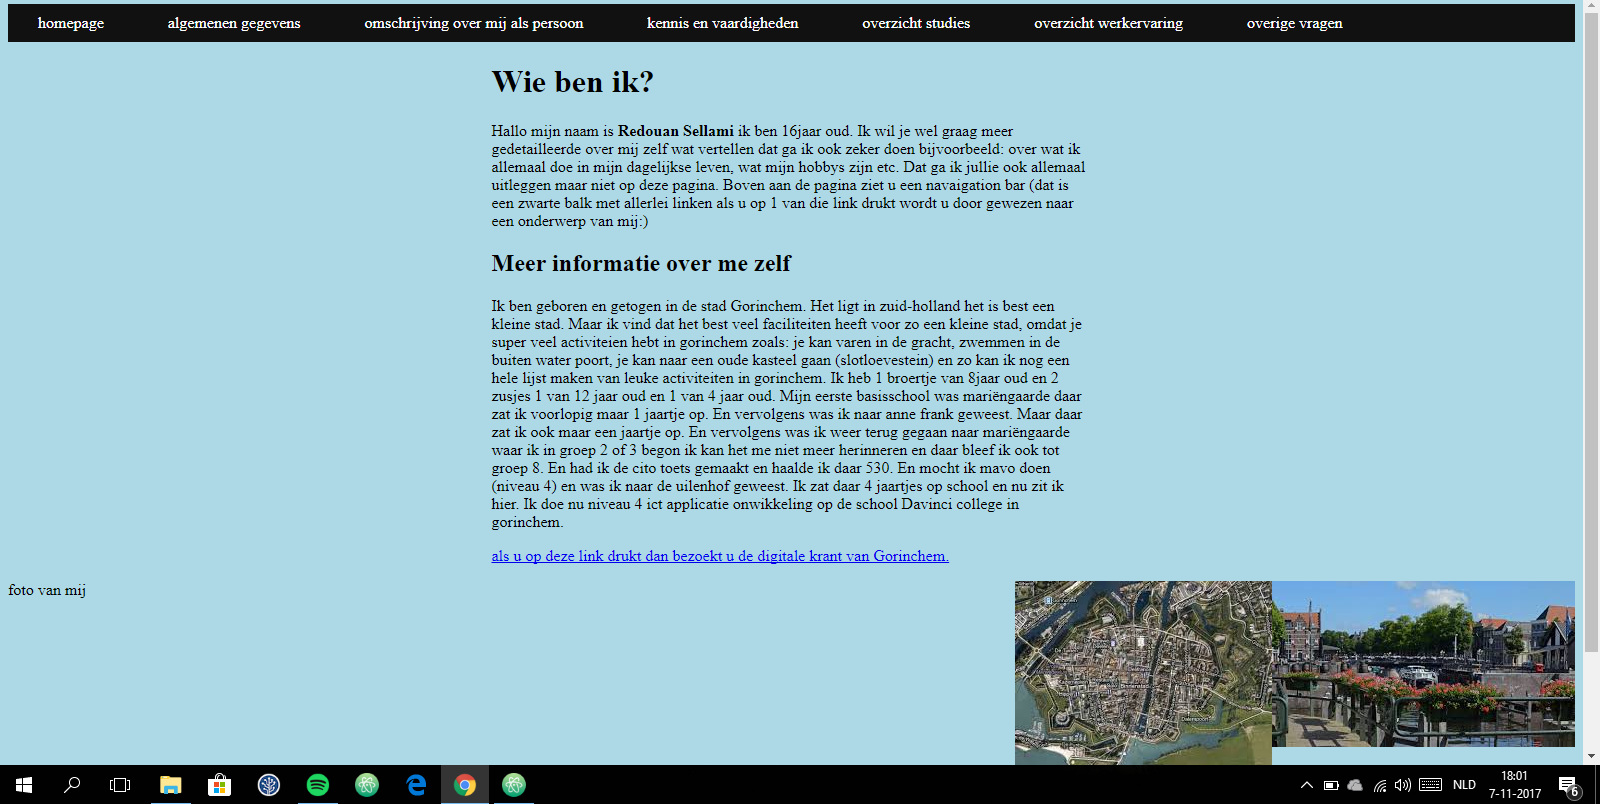 homepage algemenen gegevens omschrijving over mij als persoon kennis en vaardigheden overzicht studies overzicht werkervaring overige vragen
Wie ben ik?
Hallo mijn naam is Redouan Sellami ik ben 16jaar oud. Ik wil je wel graag meer
gedetailleerde over mij zelf wat vertellen dat ga ik ook zeker doen bijvoorbeeld: over wat ik
allemaal doe in mijn dagelijkse leven, wat mijn hobbys zijn etc. Dat ga ik jullie ook allemaal
uitleggen maar niet op deze pagina. Boven aan de pagina ziet u een navaigation bar (dat is
een zwarte balk met allerlei linken als u op 1 van die link drukt wordt u door gewezen naar
een onderwerp van mij:)
Meer informatie over me zelf
Ik ben geboren en getogen in de stad Gorinchem. Het ligt in zuid-holland het is best een
kleine stad. Maar ik vind dat het best veel faciliteiten heeft voor zo een kleine stad, omdat je
super veel activiteien hebt in gorinchem zoals: je kan varen in de gracht, zwemmen in de
buiten water poort, je kan naar een oude kasteel gaan (slotloevestein) en zo kan ik nog een
hele lijst maken van leuke activiteiten in gorinchem. Ik heb 1 broertje van 8jaar oud en 2
zusjes 1 van 12 jaar oud en 1 van 4 jaar oud. Mijn eerste basisschool was mariëngaarde daar
zat ik voorlopig maar 1 jaartje op. En vervolgens was ik naar anne frank geweest. Maar daar
zat ik ook maar een jaartje op. En vervolgens was ik weer terug gegaan naar mariëngaarde
waar ik in groep 2 of 3 begon ik kan het me niet meer herinneren en daar bleef ik ook tot
groep 8. En had ik de cito toets gemaakt en haalde ik daar 530. En mocht ik mavo doen
(niveau 4) en was ik naar de uilenhof geweest. Ik zat daar 4 jaartjes op school en nu zit ik
hier. Ik doe nu niveau 4 ict applicatie onwikkeling op de school Davinci college in
gorinchem.
als u op deze link drukt dan bezoekt u de digitale krant van Gorinchem.
foto van mij
Binnenstad
Dalempoort
NLD
18:01
7-11-2017
6